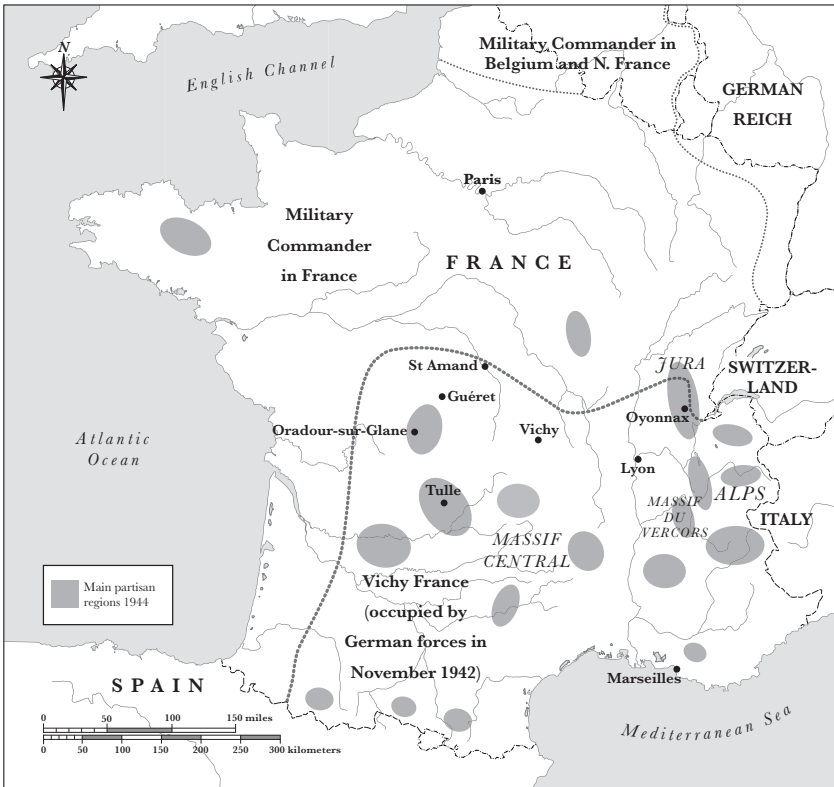 N
English Channel
Military Commander in
Belgium and N. France
GERMAN
REICH
Paris
Military
Commander
in France
FRANCE
St Amand
JURA
SWITZER-
LAND
Guéret
Oyonnax
Oradour-sur-Glane
Vichy
Atlantic
Ocean
Lyon
Tulle
ALPS
MASSIF
DU
VERCORS
ITALY
MASSIF
CENTRAL
Main partisan
regions 1944
Vichy France
(occupied by
German forces in
November 1942)
Marseilles
SPAIN
Mediterranean Sea
0 50 100 150 miles
0 50 100 150 200 250 300 kilometers